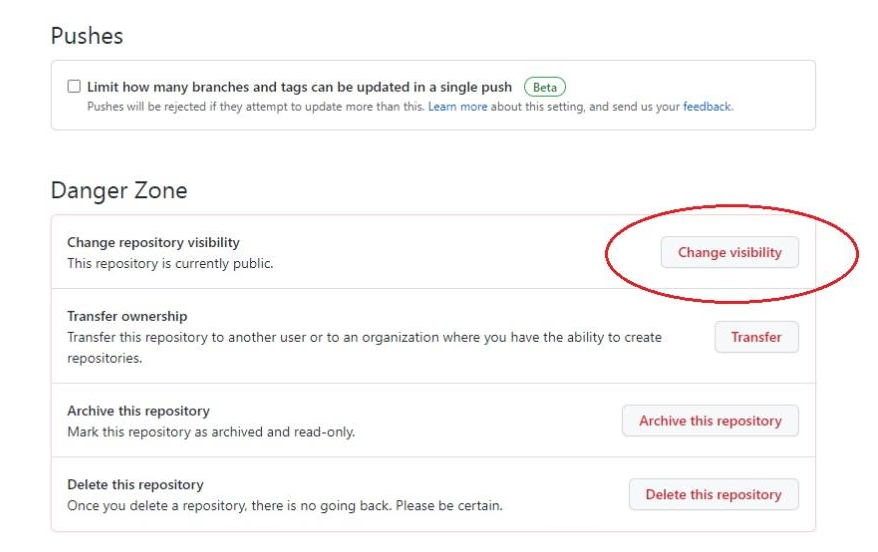 Pushes
Limit how many branches and tags can be updated in a single push Beta
Pushes will be rejected if they attempt to update more than this. Learn more about this setting, and send us your feedback.
Danger Zone
Change repository visibility
This repository is currently public.
Change visibility
Transfer ownership
Transfer this repository to another user or to an organization where you have the ability to create
repositories.
Transfer
Archive this repository
Mark this repository as archived and read-only.
Archive this repository
Delete this repository
Once you delete a repository, there is no going back. Please be certain.
Delete this repository